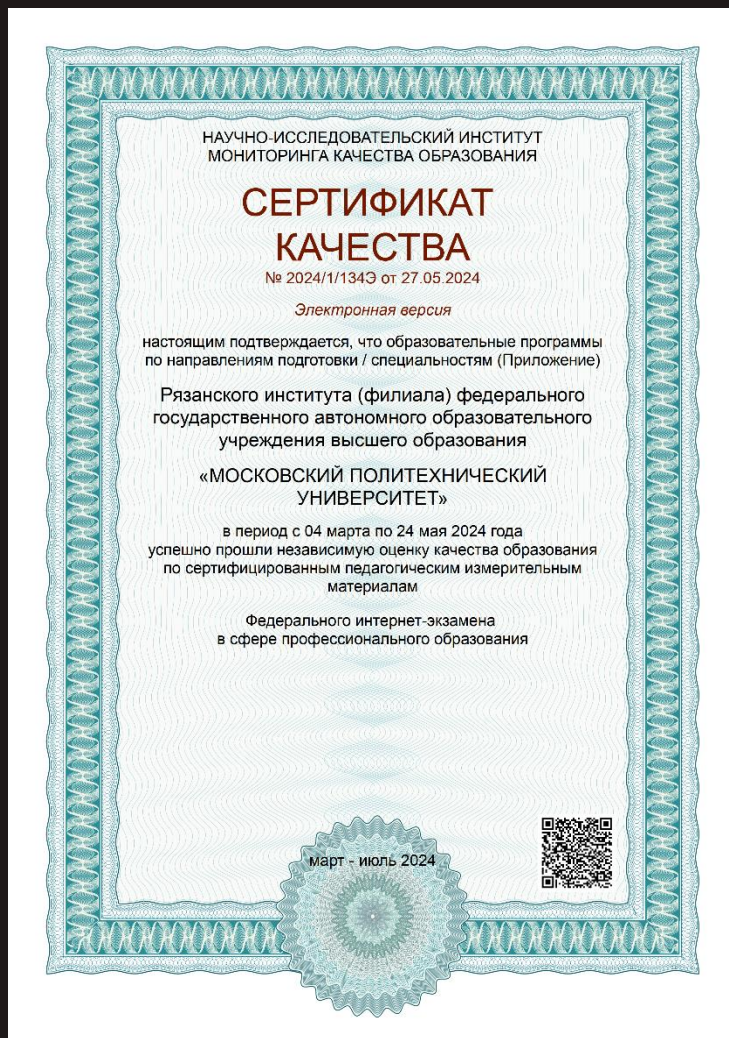 НАУЧНО-ИССЛЕДОВАТЕЛЬСКИЙ ИНСТИТУТ
МОНИТОРИНГА КАЧЕСТВА ОБРАЗОВАНИЯ
СЕРТИФИКАТ
КАЧЕСТВА
№ 2024/1/134Э от 27.05.2024
Электронная версия
настоящим подтверждается, что образовательные программы
по направлениям подготовки / специальностям (Приложение)
Рязанского института (филиала) федерального
государственного автономного образовательного
учреждения высшего образования
«МОСКОВСКИЙ ПОЛИТЕХНИЧЕСКИЙ
УНИВЕРСИТЕТ»
в период с 04 марта по 24 мая 2024 года
успешно прошли независимую оценку качества образования
по сертифицированным педагогическим измерительным
материалам
Федерального интернет-экзамена
в сфере профессионального образования
март - июль 2024